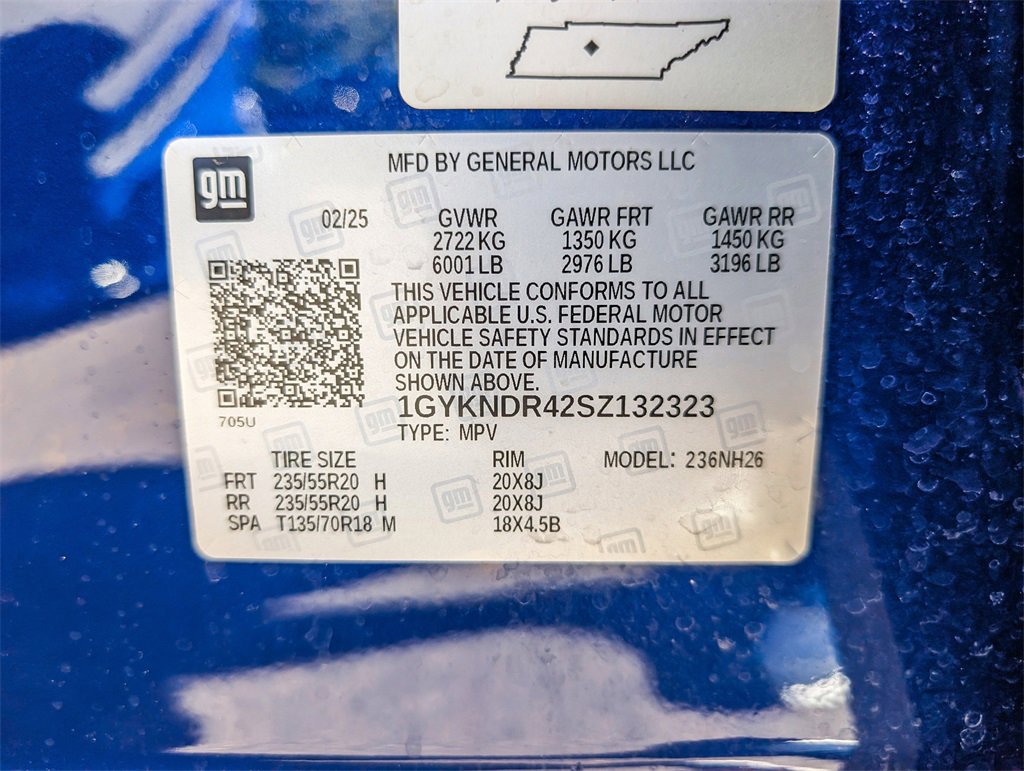 gm
MFD BY GENERAL MOTORS LLC
02/25 GVWR GAWR FRT GAWR RR
2722 KG 1350 KG 1450 KG
6001 LB 2976 LB 3196 LB
THIS VEHICLE CONFORMS TO ALL
APPLICABLE U.S. FEDERAL MOTOR
VEHICLE SAFETY STANDARDS IN EFFECT
ON THE DATE OF MANUFACTURE
SHOWN ABOVE.
1GYKNDR42SZ132323
705U
TYPE: MPV
TIRE SIZE RIM MODEL: 236NH26
FRT 235/55R20 H 20X8J
RR 235/55R20 H 20X8J
SPA T135/70R18 M 18X4.5B